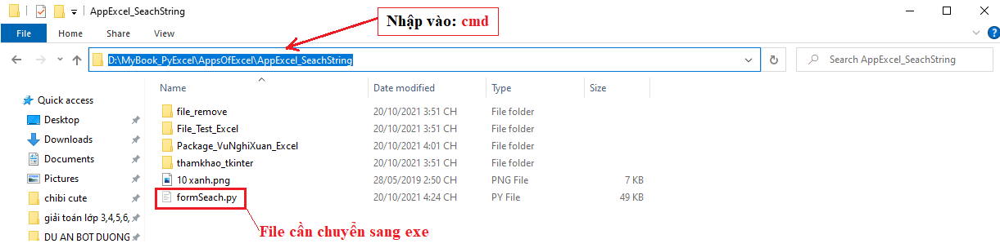 AppExcel_SeachString
Nhập vào: cmd
File Home Share View
D:\MyBook_PyExcel\AppsOfExcel\AppExcel_SeachString
Search AppExcel_SeachString
Name Date modified Type Size
Quick access
Desktop
Downloads
Documents
Pictures
chibi cute
giải toán lớp 3,4,5,6,
DU AN BOT DUONG
file_remove 20/10/2021 3:51 CH File folder
File_Test_Excel 20/10/2021 3:51 CH File folder
Package_VuNghiXuan_Excel 20/10/2021 4:01 CH File folder
thamkhao_tkinter 20/10/2021 3:51 CH File folder
10 xanh.png 28/05/2019 2:50 CH PNG File 7 KB
formSeach.py 20/10/2021 4:24 CH PY File 49 KB
File cần chuyển sang exe